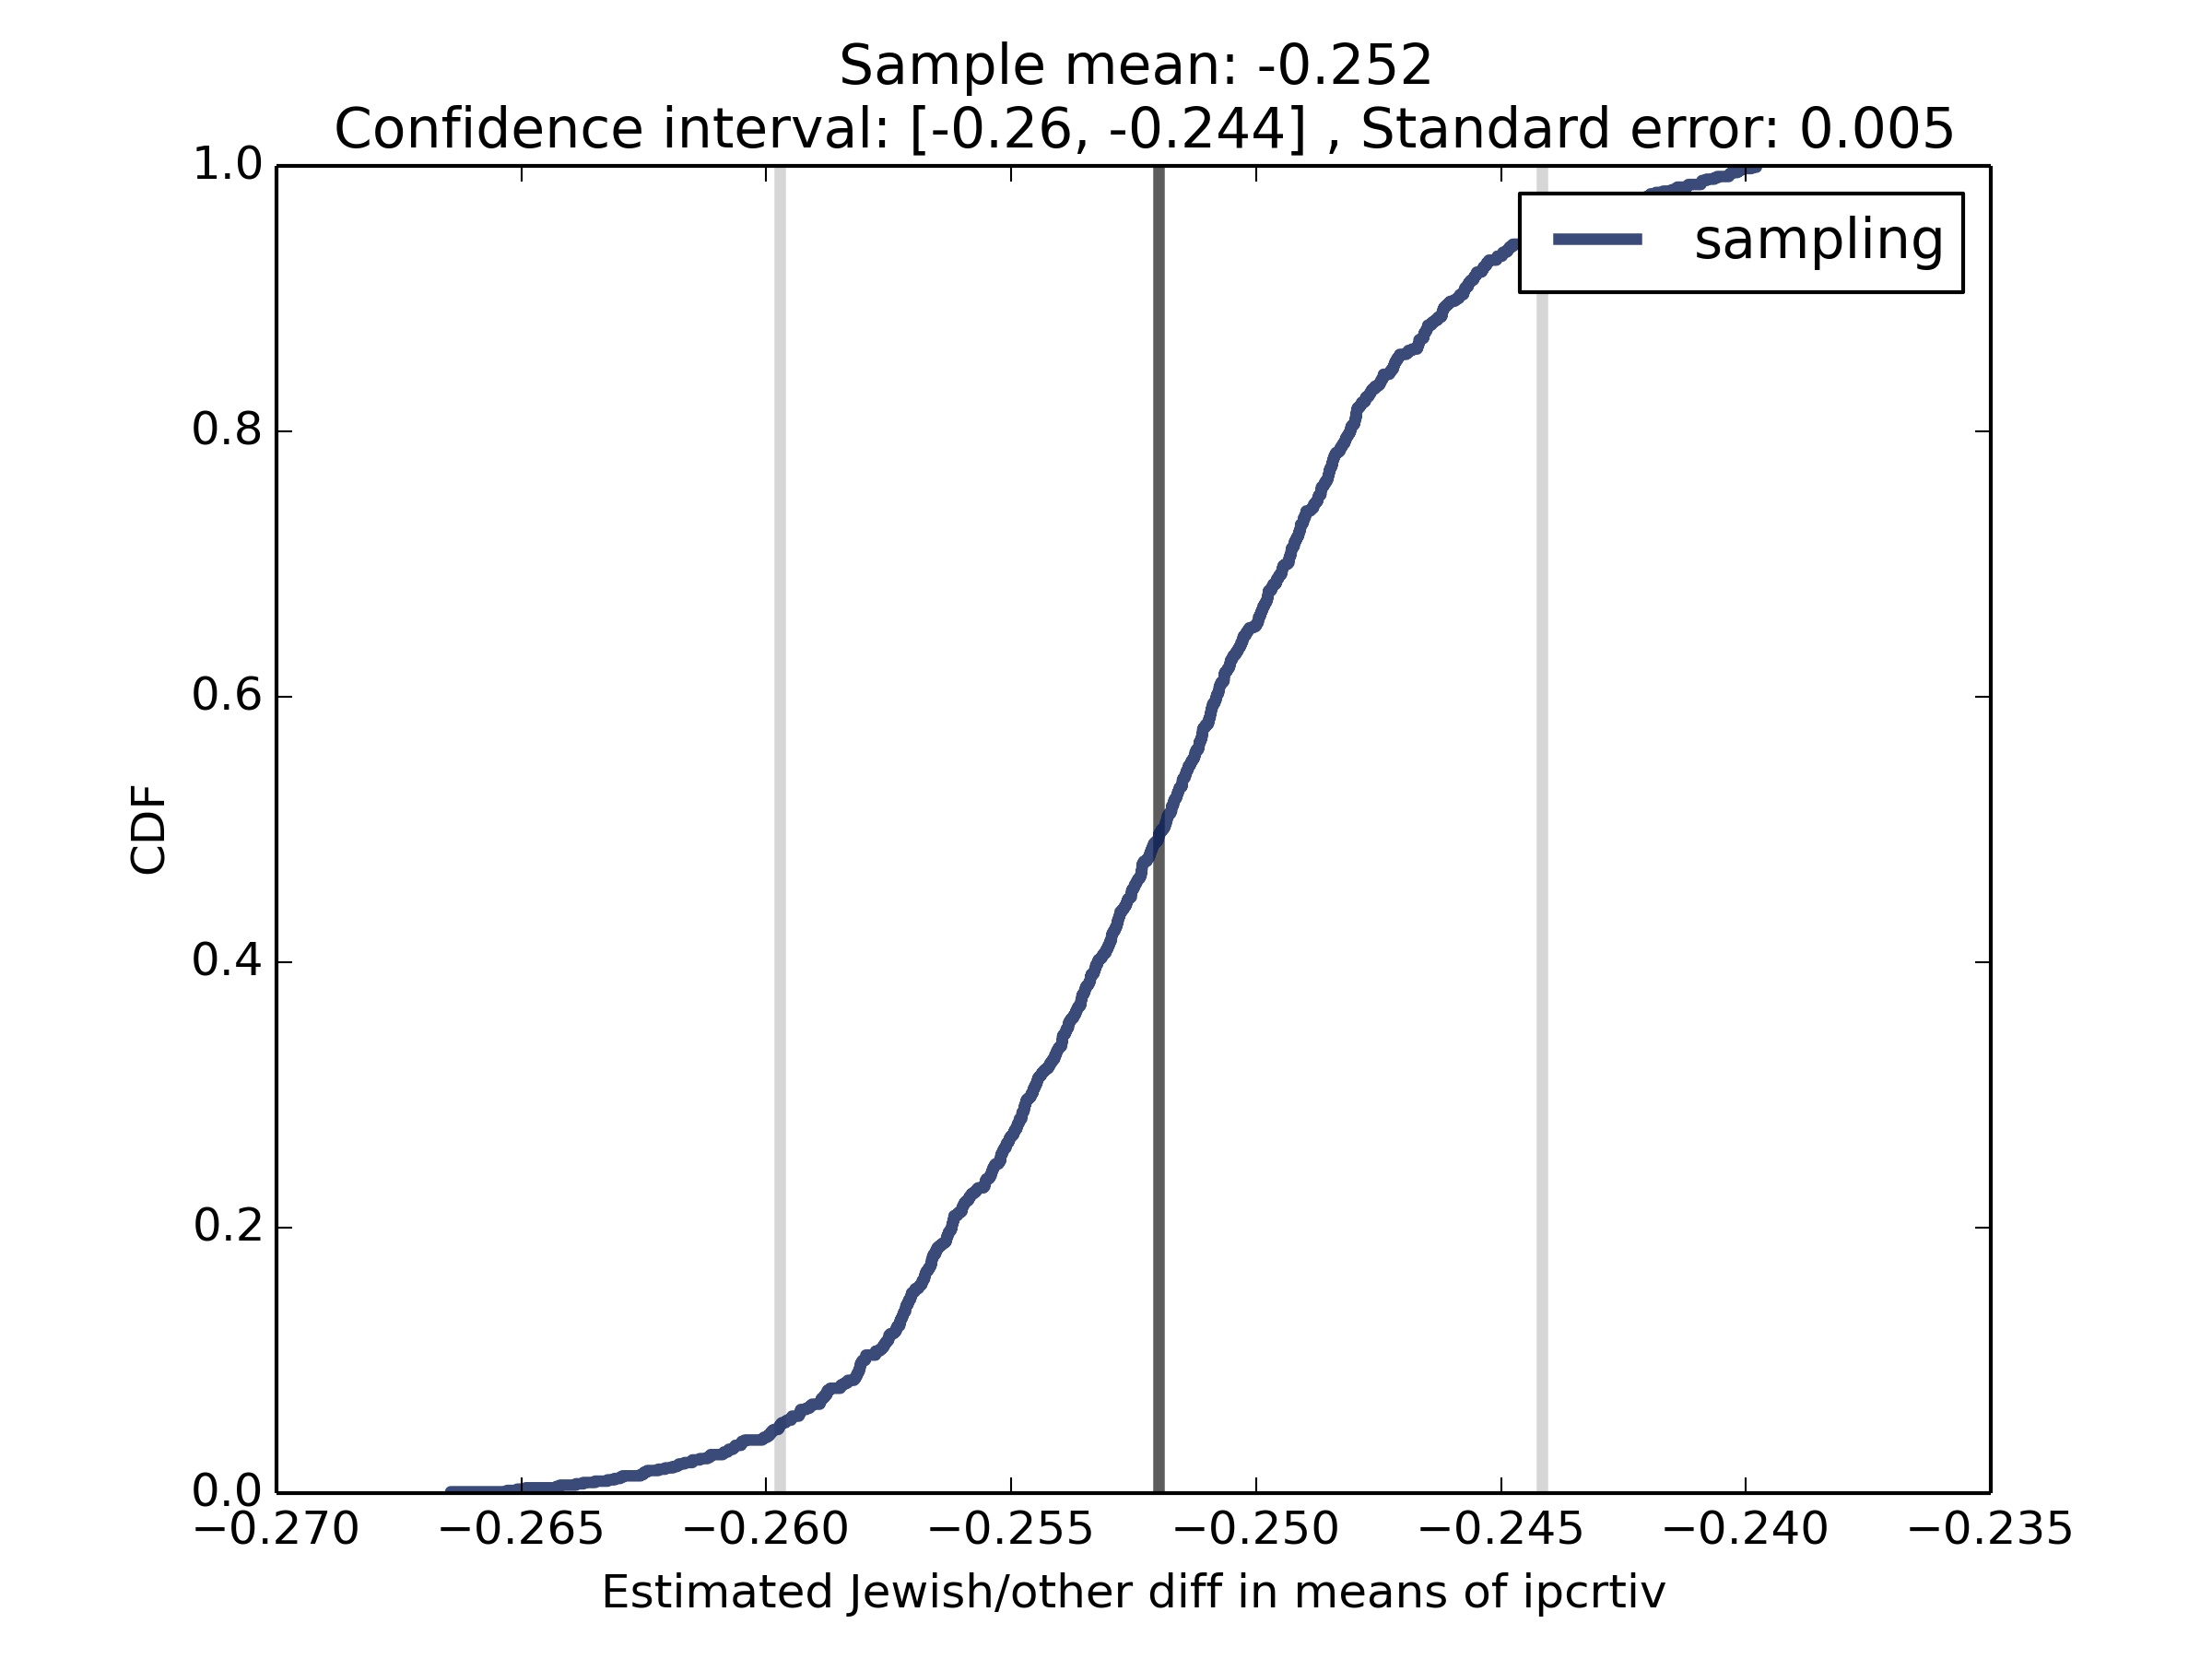 Sample mean: -0.252
Confidence interval: [-0.26, -0.244] , Standard error: 0.005
1.0
sampling
0.8
0.6
CDF
0.4
0.2
0.0
−0.270 −0.265 −0.260 −0.255 −0.250 −0.245 −0.240 −0.235
Estimated Jewish/other diff in means of ipcrtiv